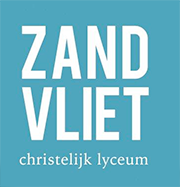 ZAND
VLIET
christelijk lyceum